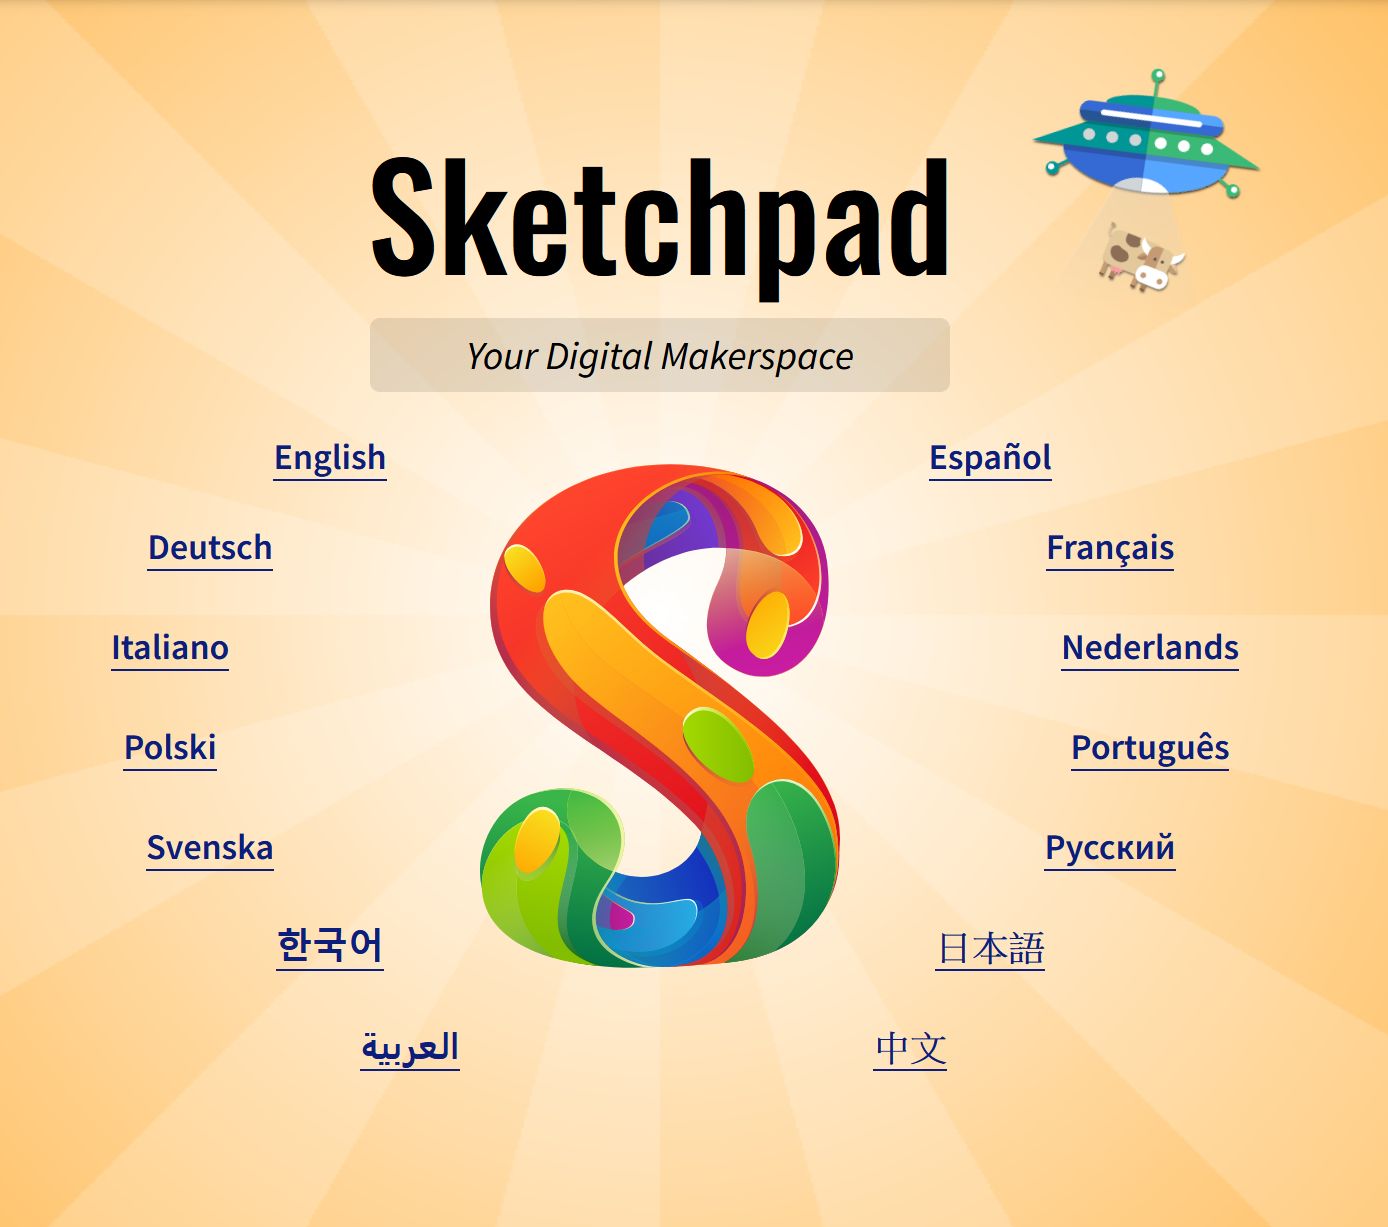 Sketchpad
Your Digital Makerspace
English
Español
Deutsch
Français
Italiano
Nederlands
Polski
Português
Svenska
Русский
한국어
日本語
العربية
中文